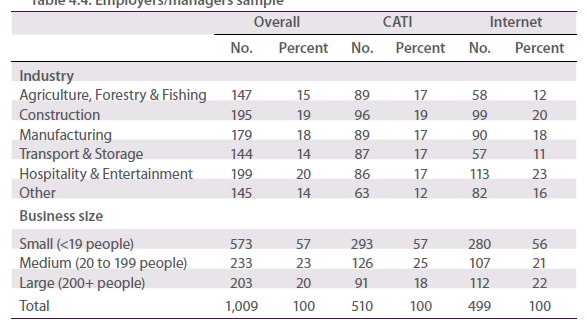 Table 4.4. Employers/managers sample
Overall CATI Internet
No. Percent No. Percent No. Percent
Industry
Agriculture, Forestry & Fishing 147 15 89 17 58 12
Construction 195 19 96 19 99 20
Manufacturing 179 18 89 17 90 18
Transport & Storage 144 14 87 17 57 11
Hospitality & Entertainment 199 20 86 17 113 23
Other 145 14 63 12 82 16
Business size
Small (<19 people) 573 57 293 57 280 56
Medium (20 to 199 people) 233 23 126 25 107 21
Large (200+ people) 203 20 91 18 112 22
Total 1,009 100 510 100 499 100